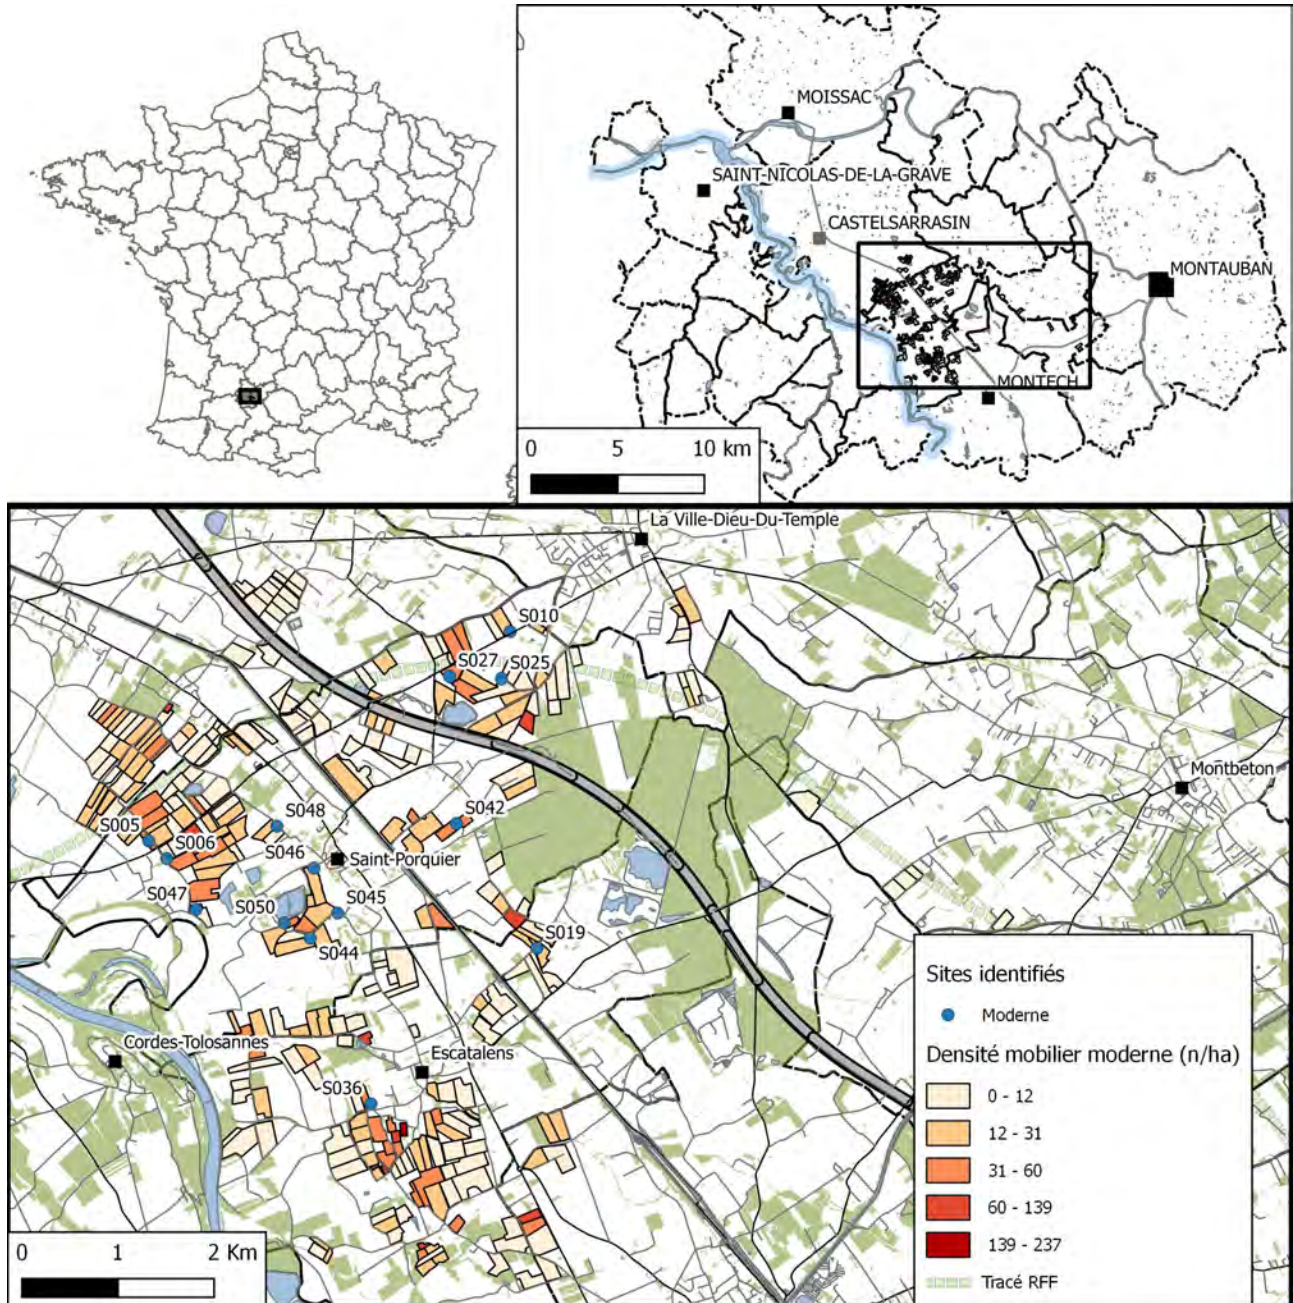 MOISSAC
SAINT-NICOLAS-DE-LA-GRAVE
CASTELSARRASIN
MONTAUBAN
MONTECH
0 5 10 km
La Ville-Dieu-Du-Temple
S010
S027
S025
Montbeton
S048
S042
S005
S006
S046
Saint-Porquier
S047
S050
S045
S044
S019
Cordes-Tolosannes
Escatalens
S036
Sites identifiés
Moderne
Densité mobilier moderne (n/ha)
0 - 12
12 - 31
31 - 60
60 - 139
139 - 237
Tracé RFF
0 1 2 Km